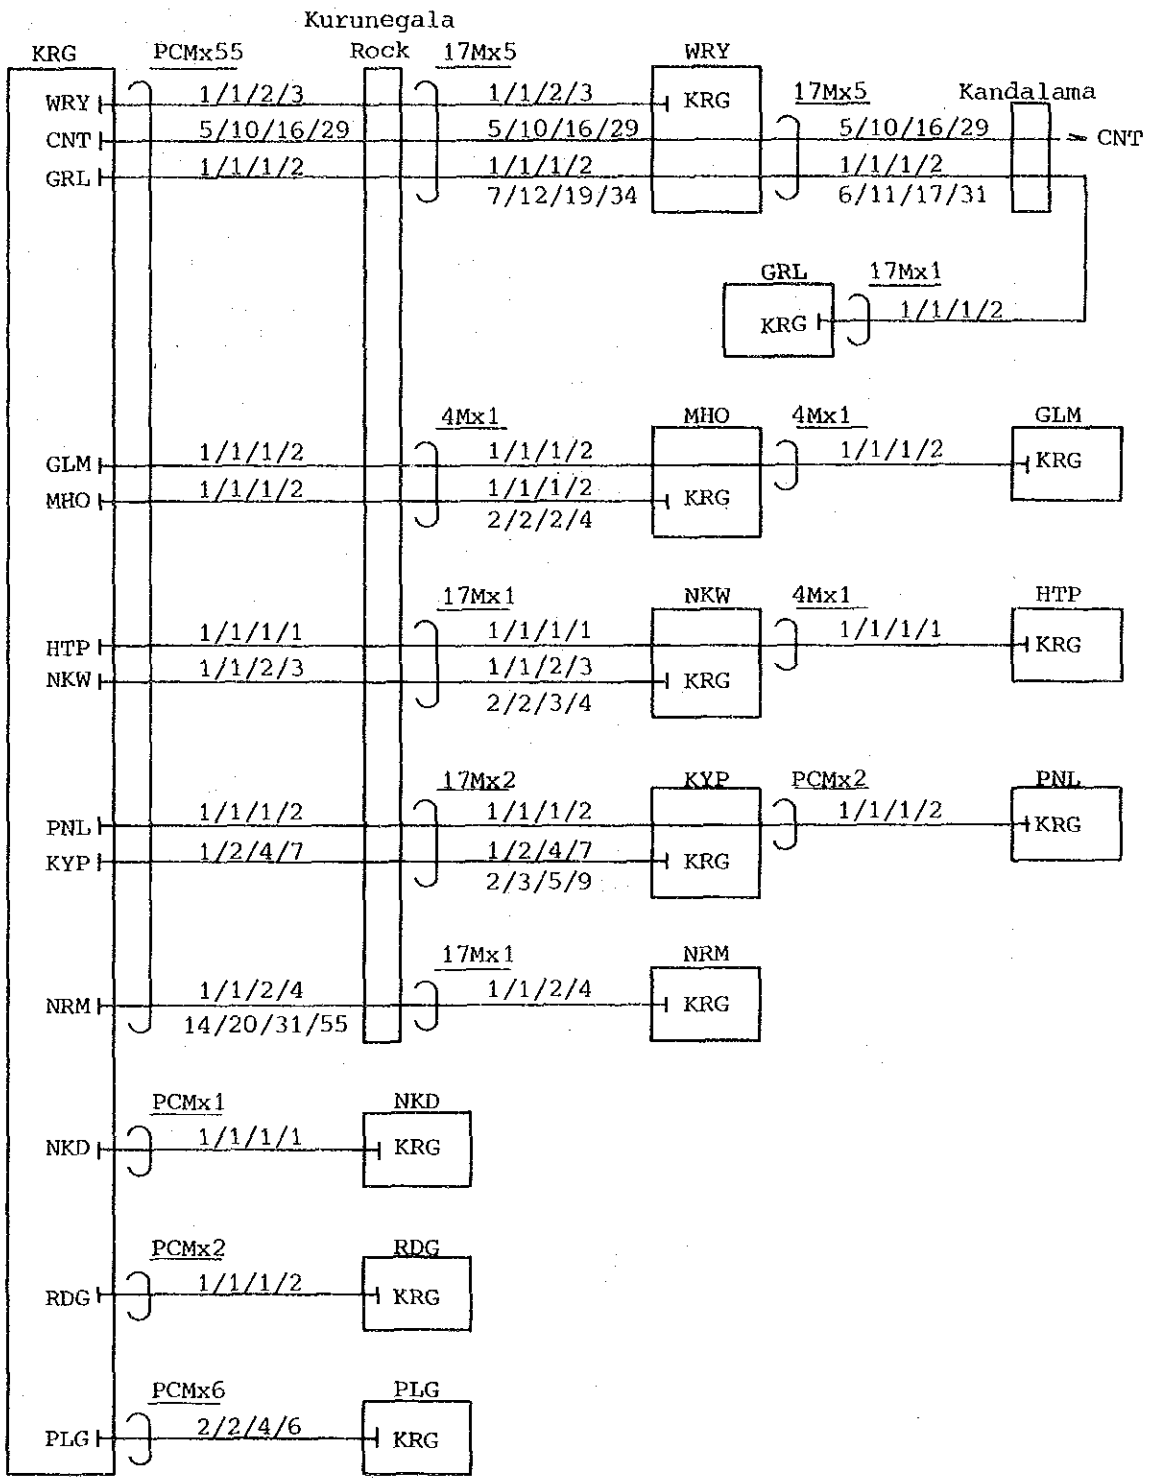 Kurunegala
KRG PCMx55 Rock 17Mx5 WRY
WRY 1/1/2/3 1/1/2/3 KRG 17Mx5 Kandalama
CNT 5/10/16/29 5/10/16/29 5/10/16/29 CNT
GRL 1/1/1/2 1/1/1/2 1/1/1/2
7/12/19/34 6/11/17/31
GRL 17Mx1
KRG 1/1/1/2
4Mx1 MHO 4Mx1 GLM
GLM 1/1/1/2 1/1/1/2 1/1/1/2 KRG
MHO 1/1/1/2 1/1/1/2 KRG
2/2/2/4
17Mx1 NKW 4Mx1 HTP
HTP 1/1/1/1 1/1/1/1 1/1/1/1 KRG
NKW 1/1/2/3 1/1/2/3 KRG
2/2/3/4
17Mx2 KYP PCMx2 PNL
PNL 1/1/1/2 1/1/1/2 1/1/1/2 KRG
KYP 1/2/4/7 1/2/4/7 KRG
2/3/5/9
17Mx1 NRM
NRM 1/1/2/4 1/1/2/4 KRG
14/20/31/55
PCMx1 NKD
NKD 1/1/1/1 KRG
PCMx2 RDG
RDG 1/1/1/2 KRG
PCMx6 PLG
PLG 2/2/4/6 KRG